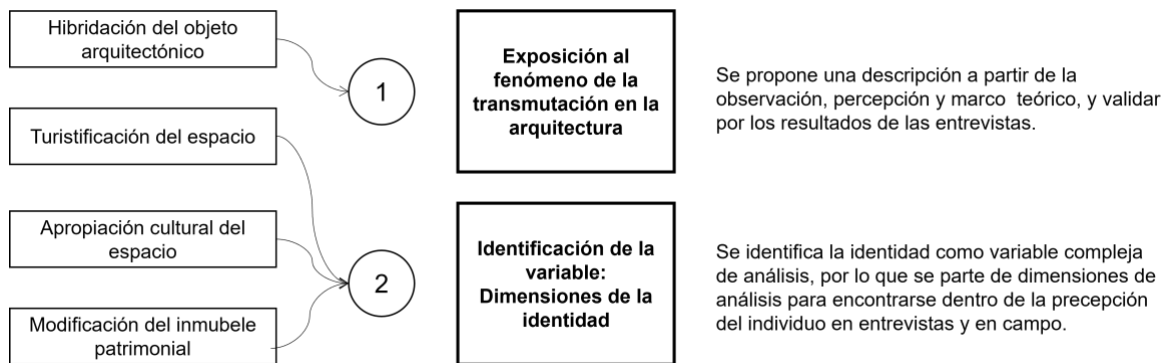 Hibridación del objeto
arquitectónico
Turistificación del espacio
Apropiación cultural del
espacio
Modificación del inmubele
patrimonial
1
2
Exposición al
fenómeno de la
transmutación en la
arquitectura
Identificación de la
variable:
Dimensiones de la
identidad
Se propone una descripción a partir de la
observación, percepción y marco teórico, y validar
por los resultados de las entrevistas.
Se identifica la identidad como variable compleja
de análisis, por lo que se parte de dimensiones de
análisis para encontrarse dentro de la precepción
del individuo en entrevistas y en campo.